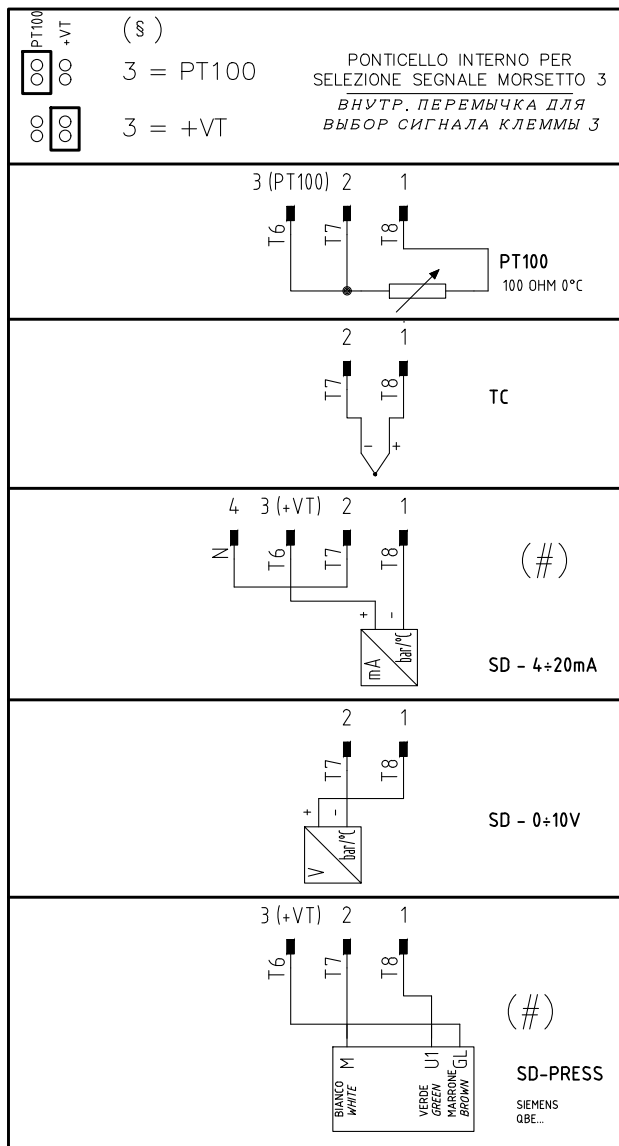 PT100
+VT
(§)
3 = PT100
3 = +VT
PONTICELLO INTERNO PER
SELEZIONE SEGNALE MORSETTO 3
ВНУТР. ПЕРЕМЫЧКА ДЛЯ
ВЫБОР СИГНАЛА КЛЕММЫ 3
3 (PT100) 2 1
T6 T7 T8
PT100
100 OHM 0°C
2 1
T7 T8
- +
TC
4 3 (+VT) 2 1
N T6 T7 T8
(#)
+ -
mA bar/°C
SD - 4÷20mA
2 1
T7 T8
+ -
V bar/°C
SD - 0÷10V
3 (+VT) 2 1
T6 T7 T8
(#)
M U1 GL
BIANCO
WHITE
VERDE
GREEN
MARRONE
BROWN
SD-PRESS
SIEMENS
QBE...